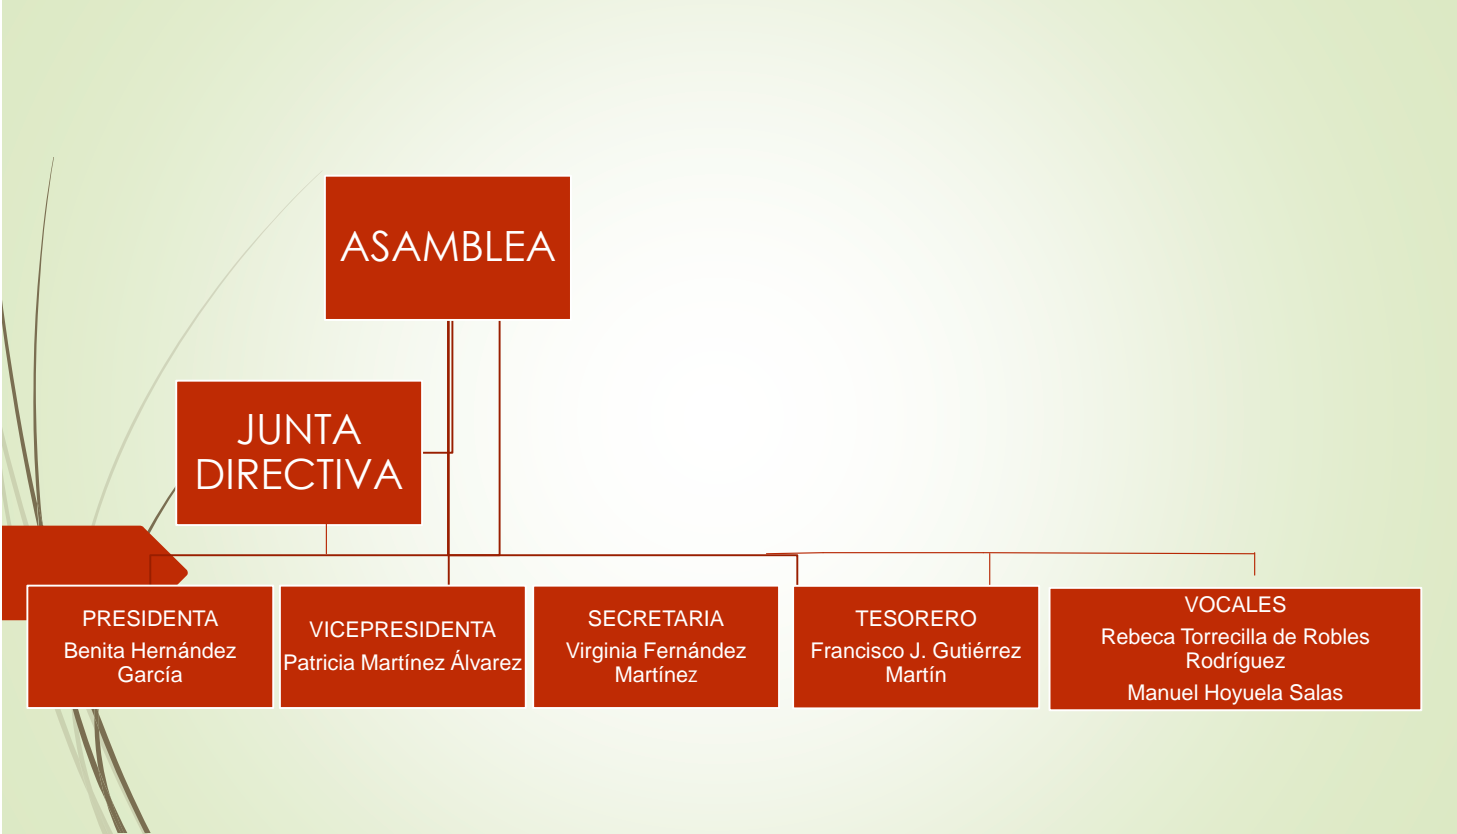 ASAMBLEA
JUNTA
DIRECTIVA
PRESIDENTA
Benita Hernández
García
VICEPRESIDENTA
Patricia Martínez Álvarez
SECRETARIA
Virginia Fernández
Martínez
TESORERO
Francisco J. Gutiérrez
Martín
VOCALES
Rebeca Torrecilla de Robles
Rodríguez
Manuel Hoyuela Salas